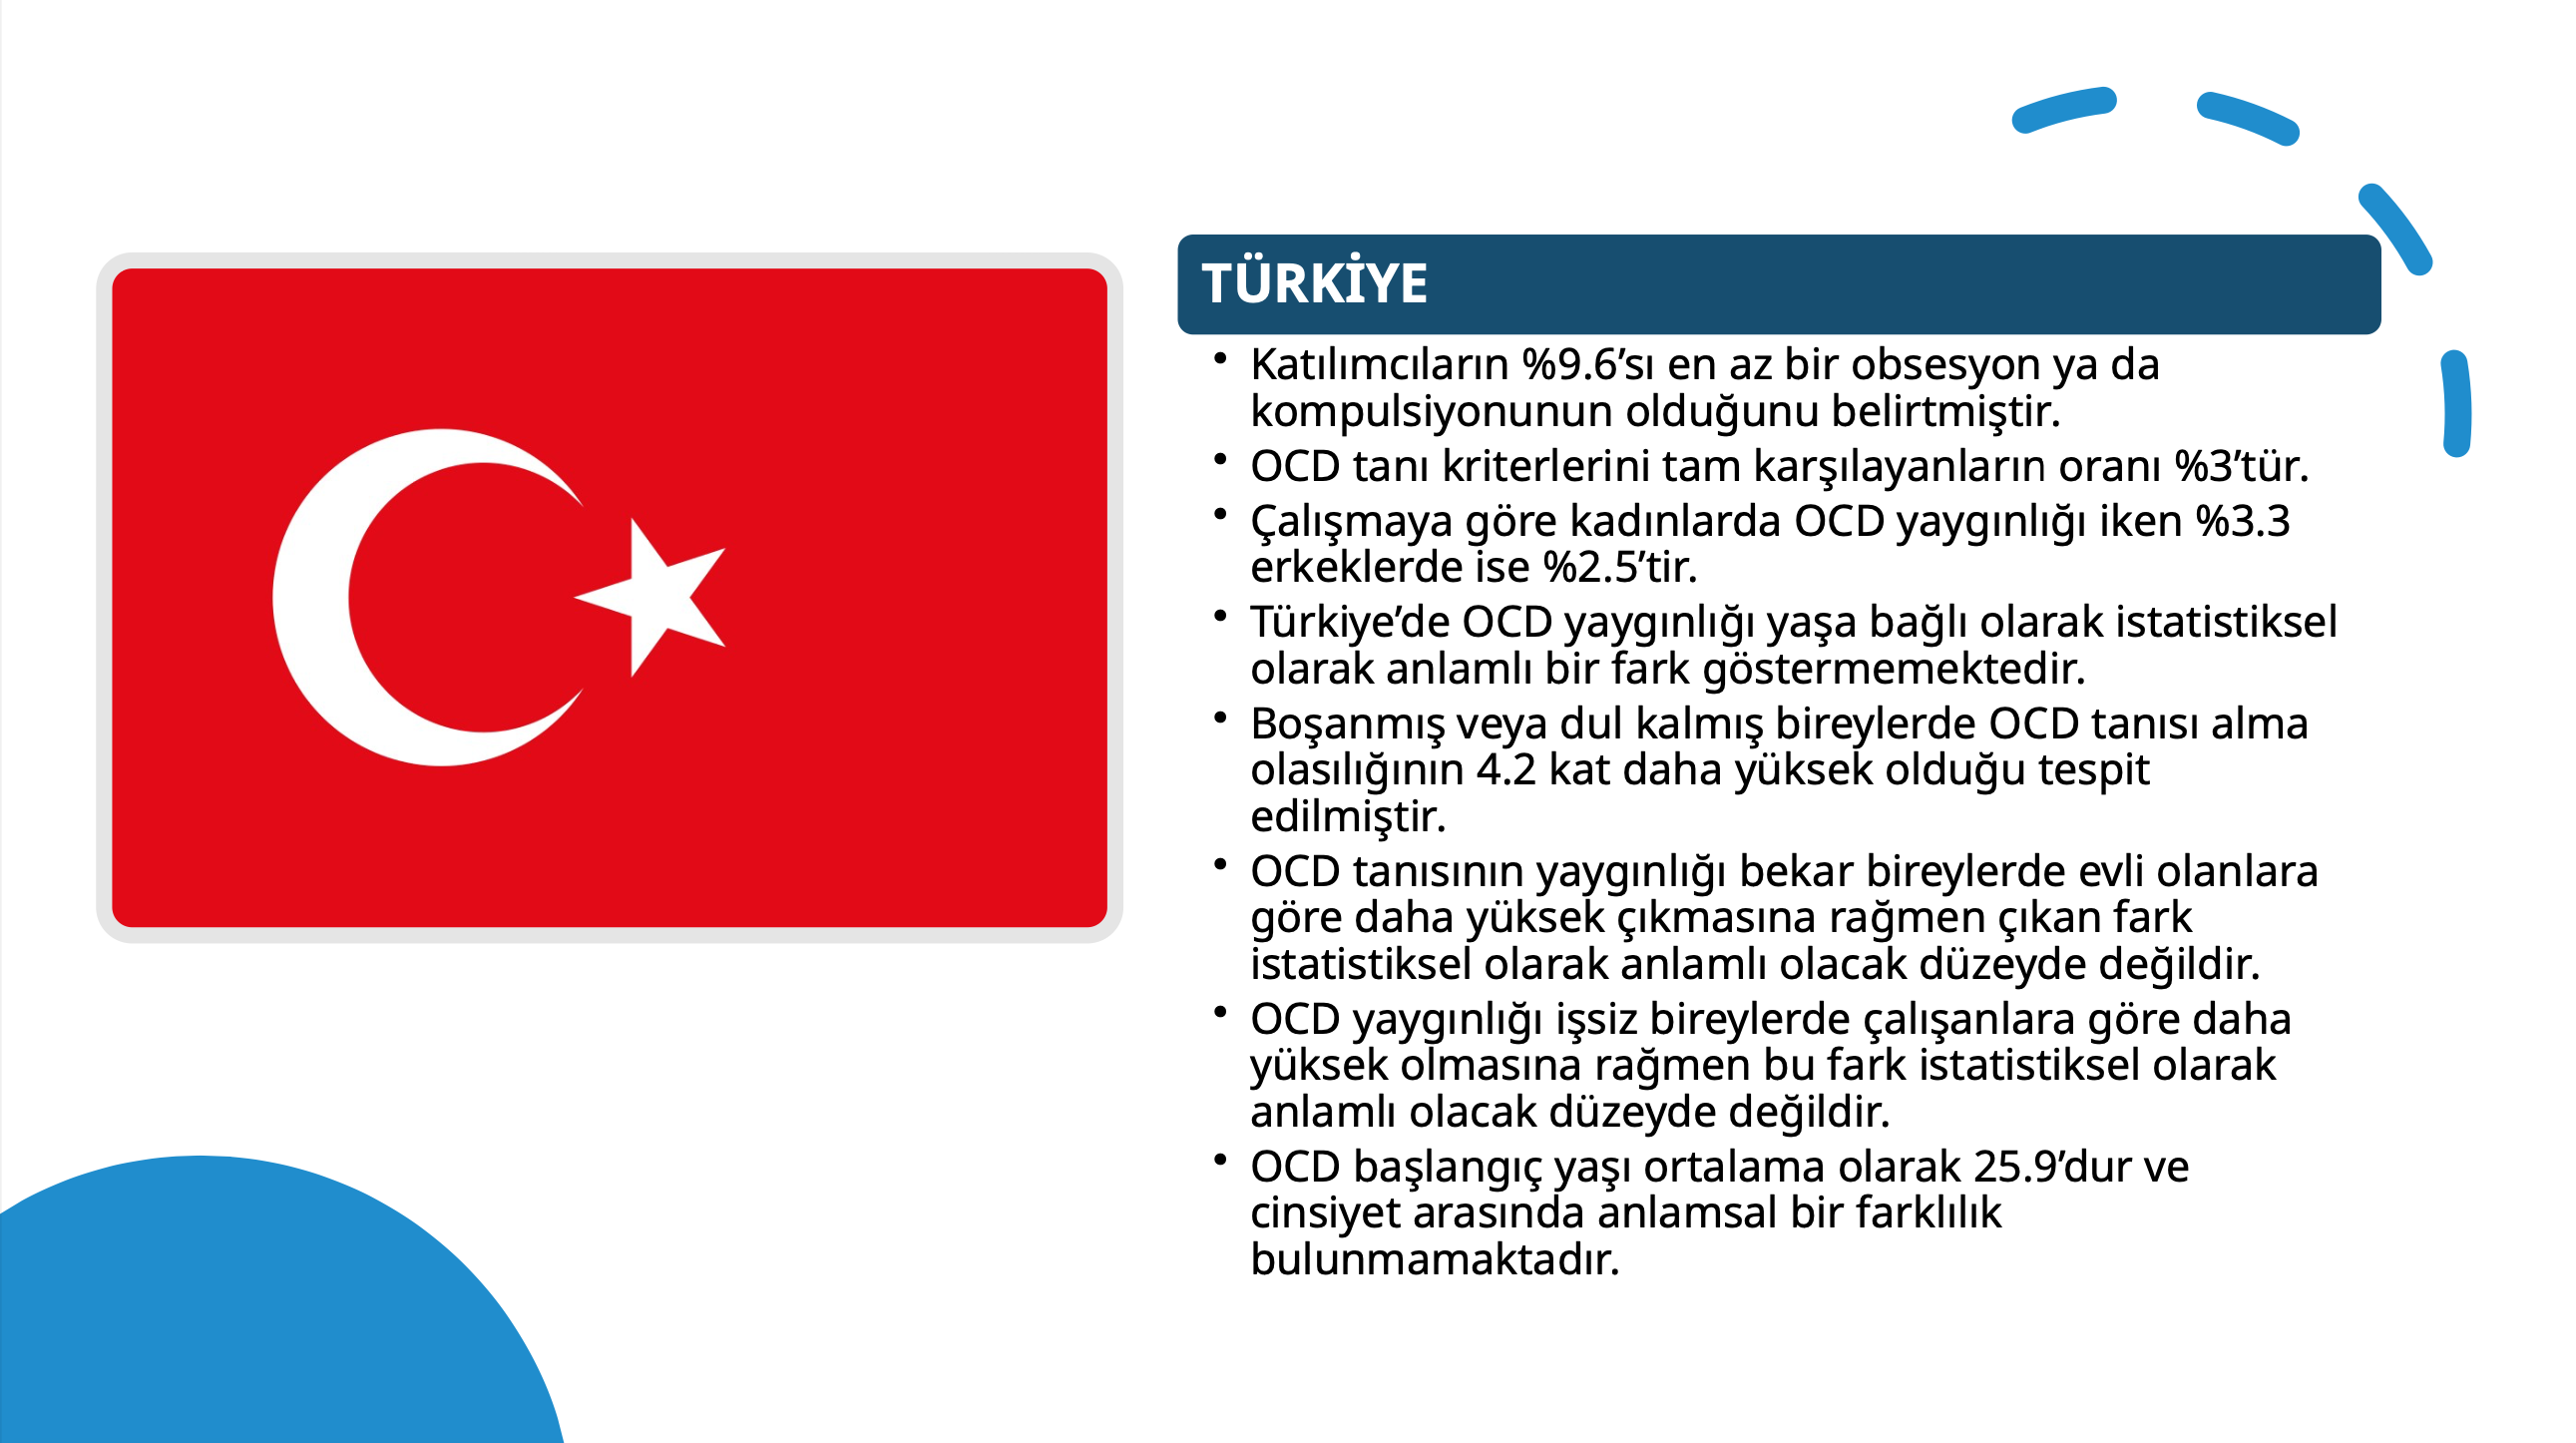 TÜRKİYE
• Katılımcıların %9.6’sı en az bir obsesyon ya da
kompulsiyonunun olduğunu belirtmiştir.
• OCD tanı kriterlerini tam karşılayanların oranı %3’tür.
• Çalışmaya göre kadınlarda OCD yaygınlığı iken %3.3
erkeklerde ise %2.5’tir.
• Türkiye’de OCD yaygınlığı yaşa bağlı olarak istatistiksel
olarak anlamlı bir fark göstermemektedir.
• Boşanmış veya dul kalmış bireylerde OCD tanısı alma
olasılığının 4.2 kat daha yüksek olduğu tespit
edilmiştir.
• OCD tanısının yaygınlığı bekar bireylerde evli olanlara
göre daha yüksek çıkmasına rağmen çıkan fark
istatistiksel olarak anlamlı olacak düzeyde değildir.
• OCD yaygınlığı işsiz bireylerde çalışanlara göre daha
yüksek olmasına rağmen bu fark istatistiksel olarak
anlamlı olacak düzeyde değildir.
• OCD başlangıç yaşı ortalama olarak 25.9’dur ve
cinsiyet arasında anlamsal bir farklılık
bulunmamaktadır.